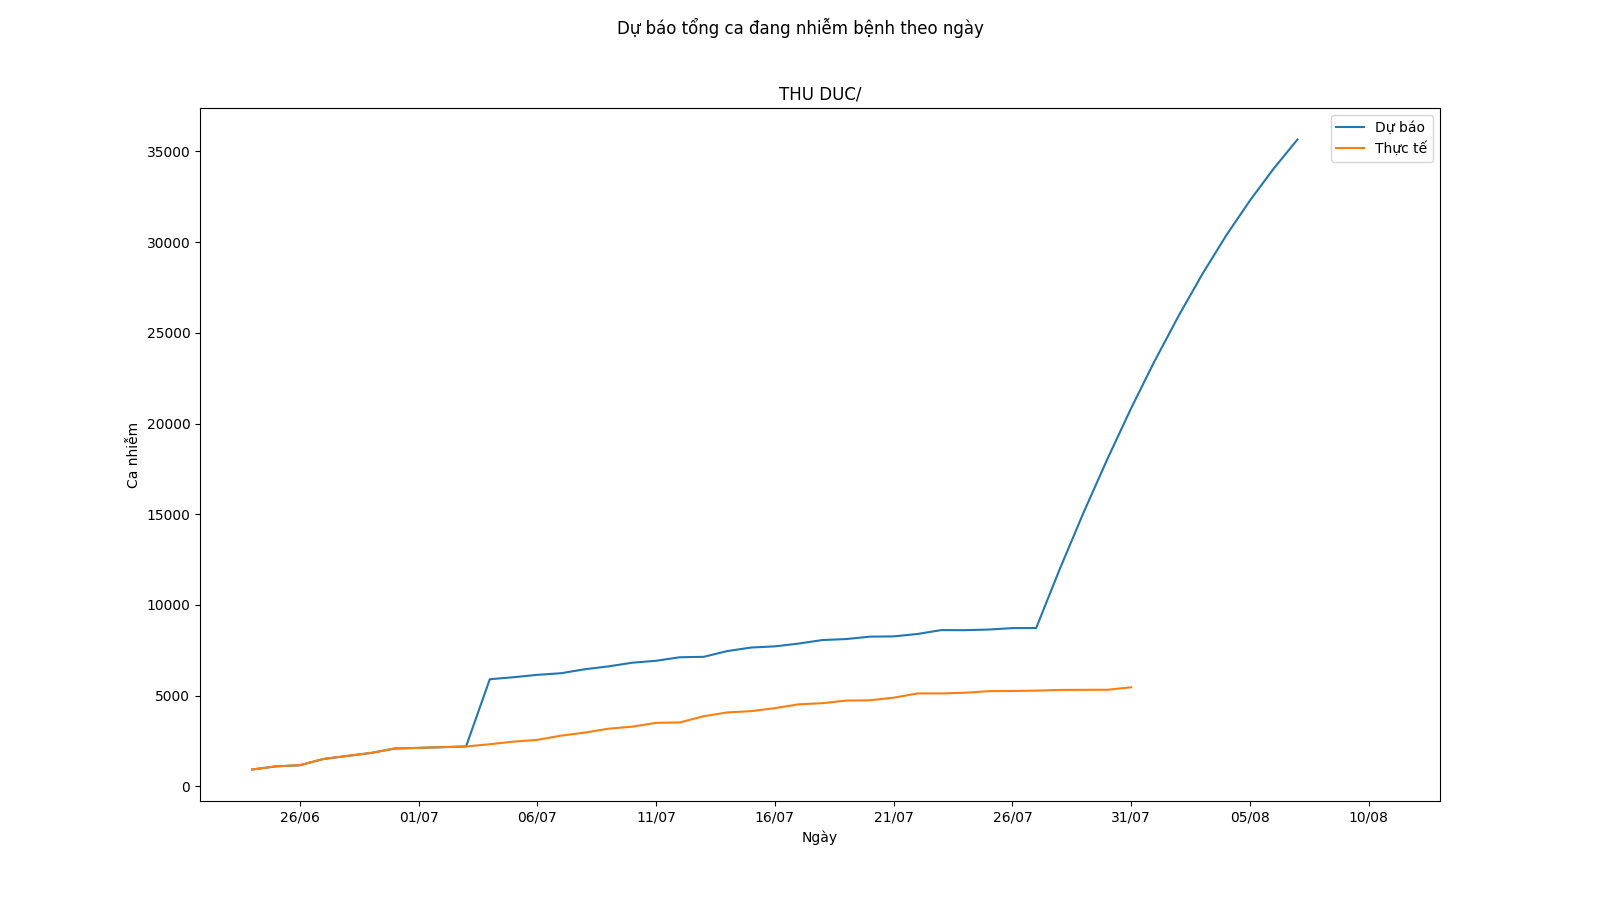 Dự báo tổng ca đang nhiễm bệnh theo ngày
THU DUC/
Dự báo
Thực tế
35000
30000
25000
20000
15000
10000
5000
0
Ca nhiễm
26/06 01/07 06/07 11/07 16/07 21/07 26/07 31/07 05/08 10/08
Ngày